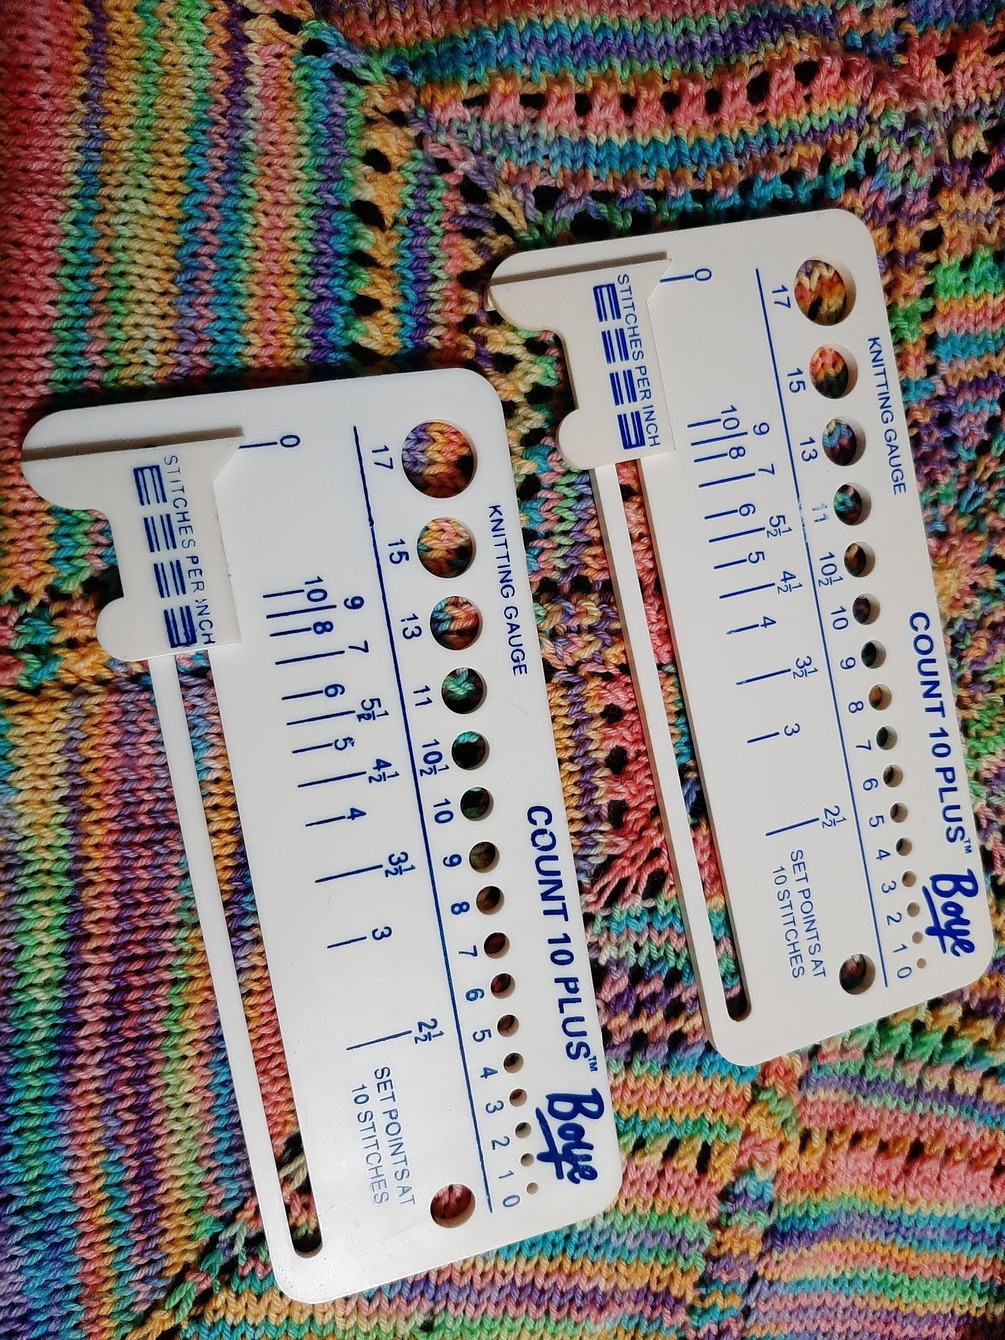 KNITTING GAUGE
COUNT 10 PLUS™ Boye
17 15 13 11 10½ 10 9 8 7 6 5 4 3 2 1 0
9 7 5½ 4½ 3½ 2½
0 10 8 6 5 4 3
SET POINTS AT
10 STITCHES
STITCHES PER INCH
KNITTING GAUGE
COUNT 10 PLUS™ Boye
17 15 13 11 10½ 10 9 8 7 6 5 4 3 2 1 0
9 7 5½ 4½ 3½ 2½
0 10 8 6 5 4 3
SET POINTS AT
10 STITCHES
STITCHES PER INCH